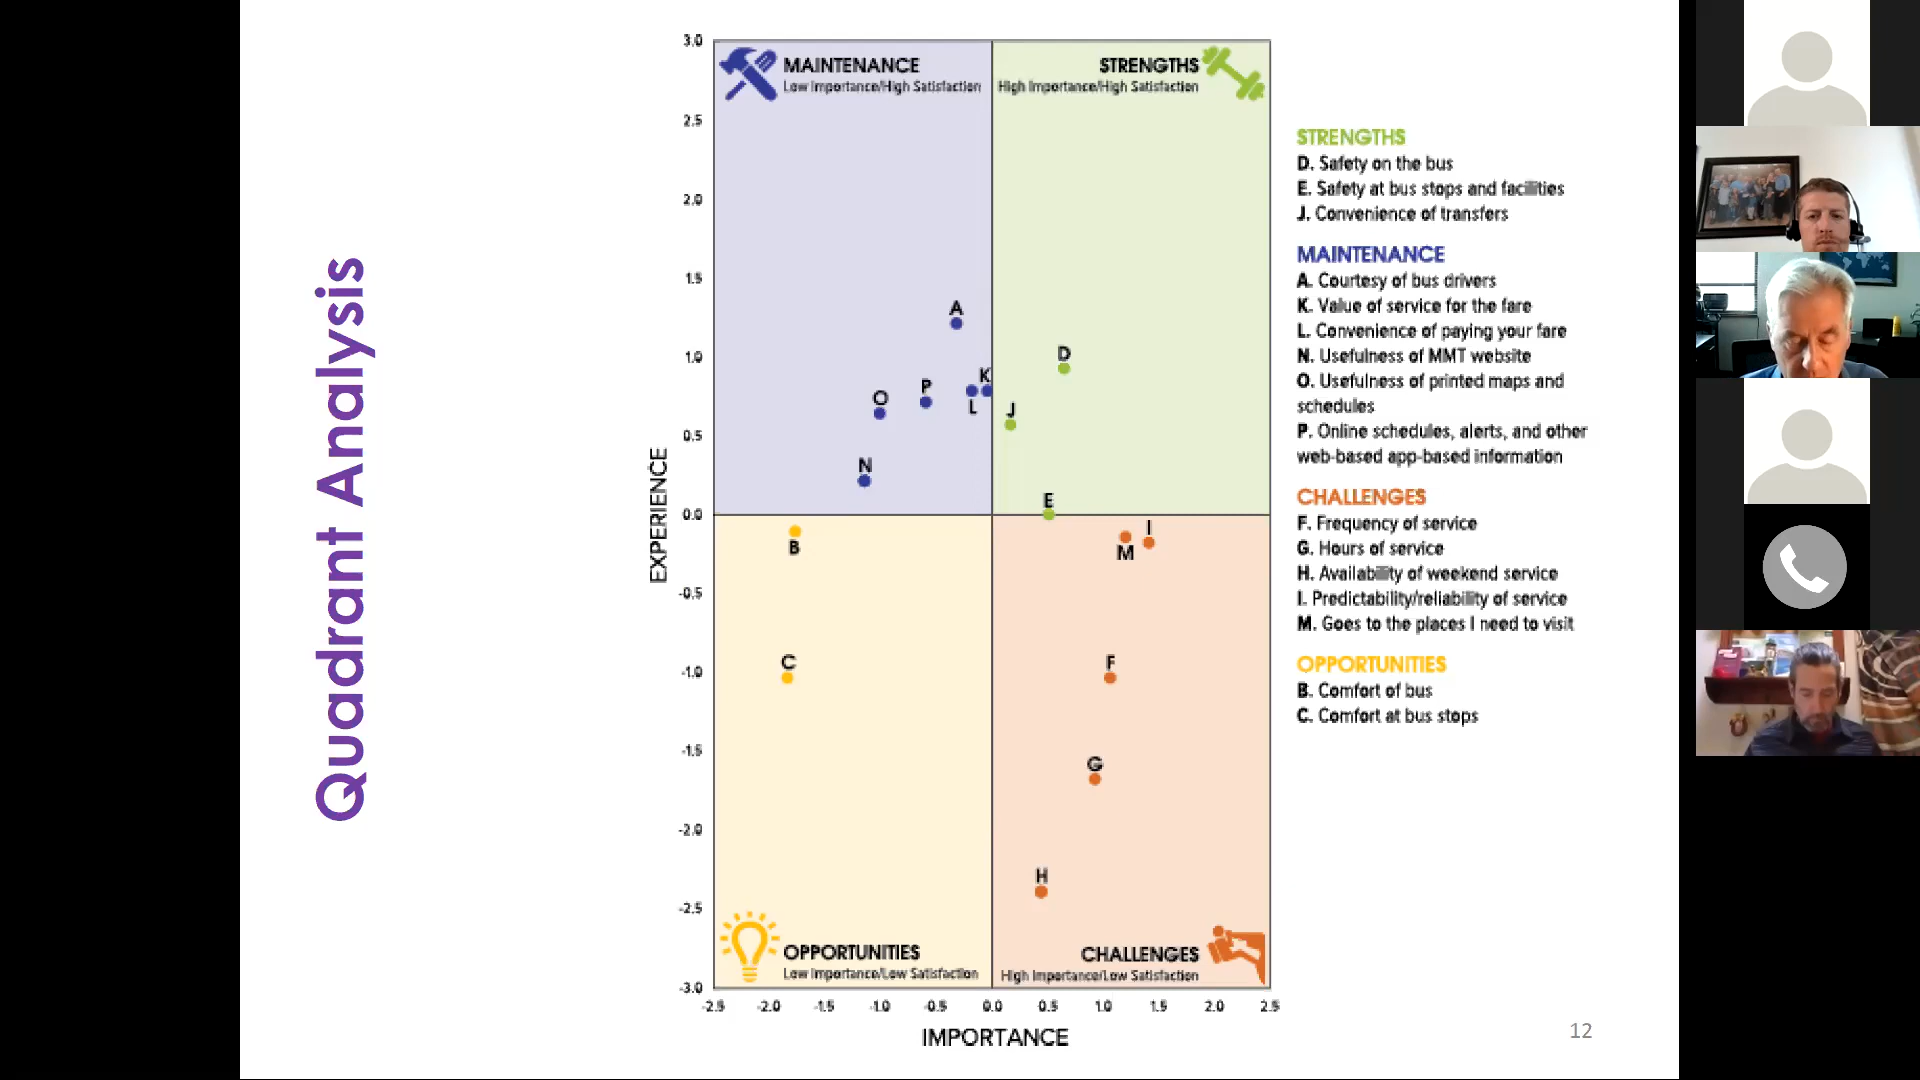 Quadrant Analysis
3.0
2.5
2.0
1.5
1.0
0.5
0.0
-0.5
-1.0
-1.5
-2.0
-2.5
-3.0
EXPERIENCE
MAINTENANCE
Low Importance/High Satisfaction
STRENGTHS
High Importance/High Satisfaction
A
D
K
P
L
O
J
N
E
B
I
M
C
F
G
H
OPPORTUNITIES
Low Importance/Low Satisfaction
CHALLENGES
High Importance/Low Satisfaction
-2.5 -2.0 -1.5 -1.0 -0.5 0.0 0.5 1.0 1.5 2.0 2.5
IMPORTANCE
STRENGTHS
D. Safety on the bus
E. Safety at bus stops and facilities
J. Convenience of transfers
MAINTENANCE
A. Courtesy of bus drivers
K. Value of service for the fare
L. Convenience of paying your fare
N. Usefulness of MMT website
O. Usefulness of printed maps and
schedules
P. Online schedules, alerts, and other
web-based app-based information
CHALLENGES
F. Frequency of service
G. Hours of service
H. Availability of weekend service
I. Predictability/reliability of service
M. Goes to the places I need to visit
OPPORTUNITIES
B. Comfort of bus
C. Comfort at bus stops
12